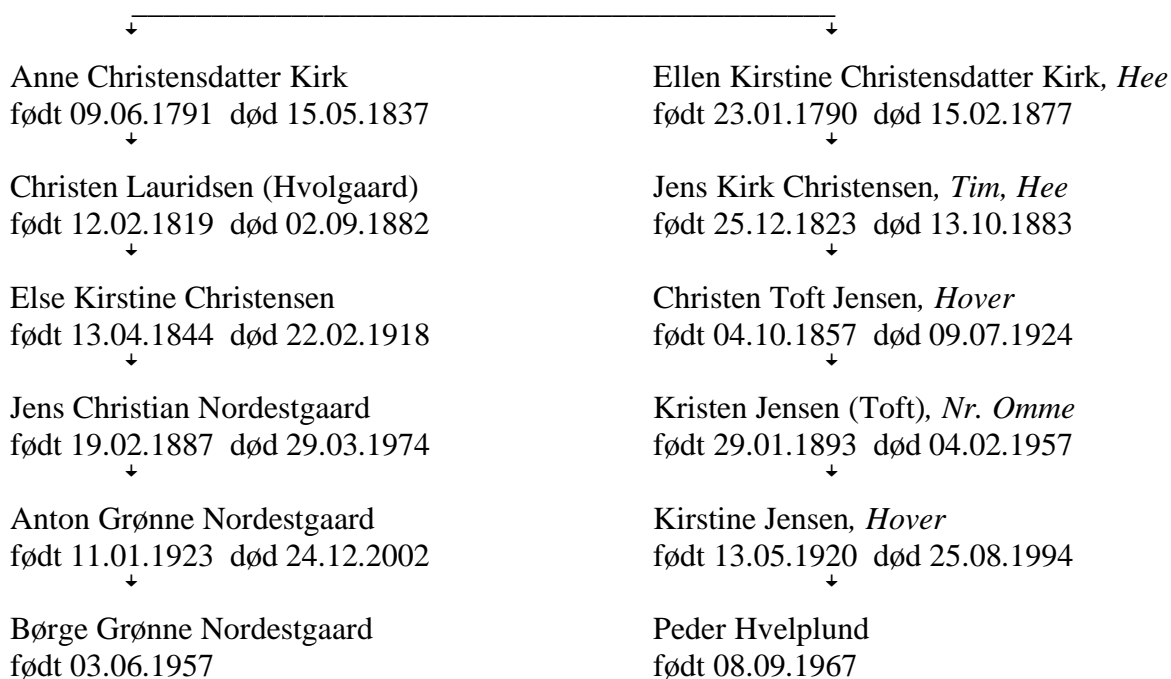 Anne Christensdatter Kirk
født 09.06.1791 død 15.05.1837
Christen Lauridsen (Hvolgaard)
født 12.02.1819 død 02.09.1882
Else Kirstine Christensen
født 13.04.1844 død 22.02.1918
Jens Christian Nordestgaard
født 19.02.1887 død 29.03.1974
Anton Grønne Nordestgaard
født 11.01.1923 død 24.12.2002
Børge Grønne Nordestgaard
født 03.06.1957
Ellen Kirstine Christensdatter Kirk, Hee
født 23.01.1790 død 15.02.1877
Jens Kirk Christensen, Tim, Hee
født 25.12.1823 død 13.10.1883
Christen Toft Jensen, Hover
født 04.10.1857 død 09.07.1924
Kristen Jensen (Toft), Nr. Omme
født 29.01.1893 død 04.02.1957
Kirstine Jensen, Hover
født 13.05.1920 død 25.08.1994
Peder Hvelplund
født 08.09.1967